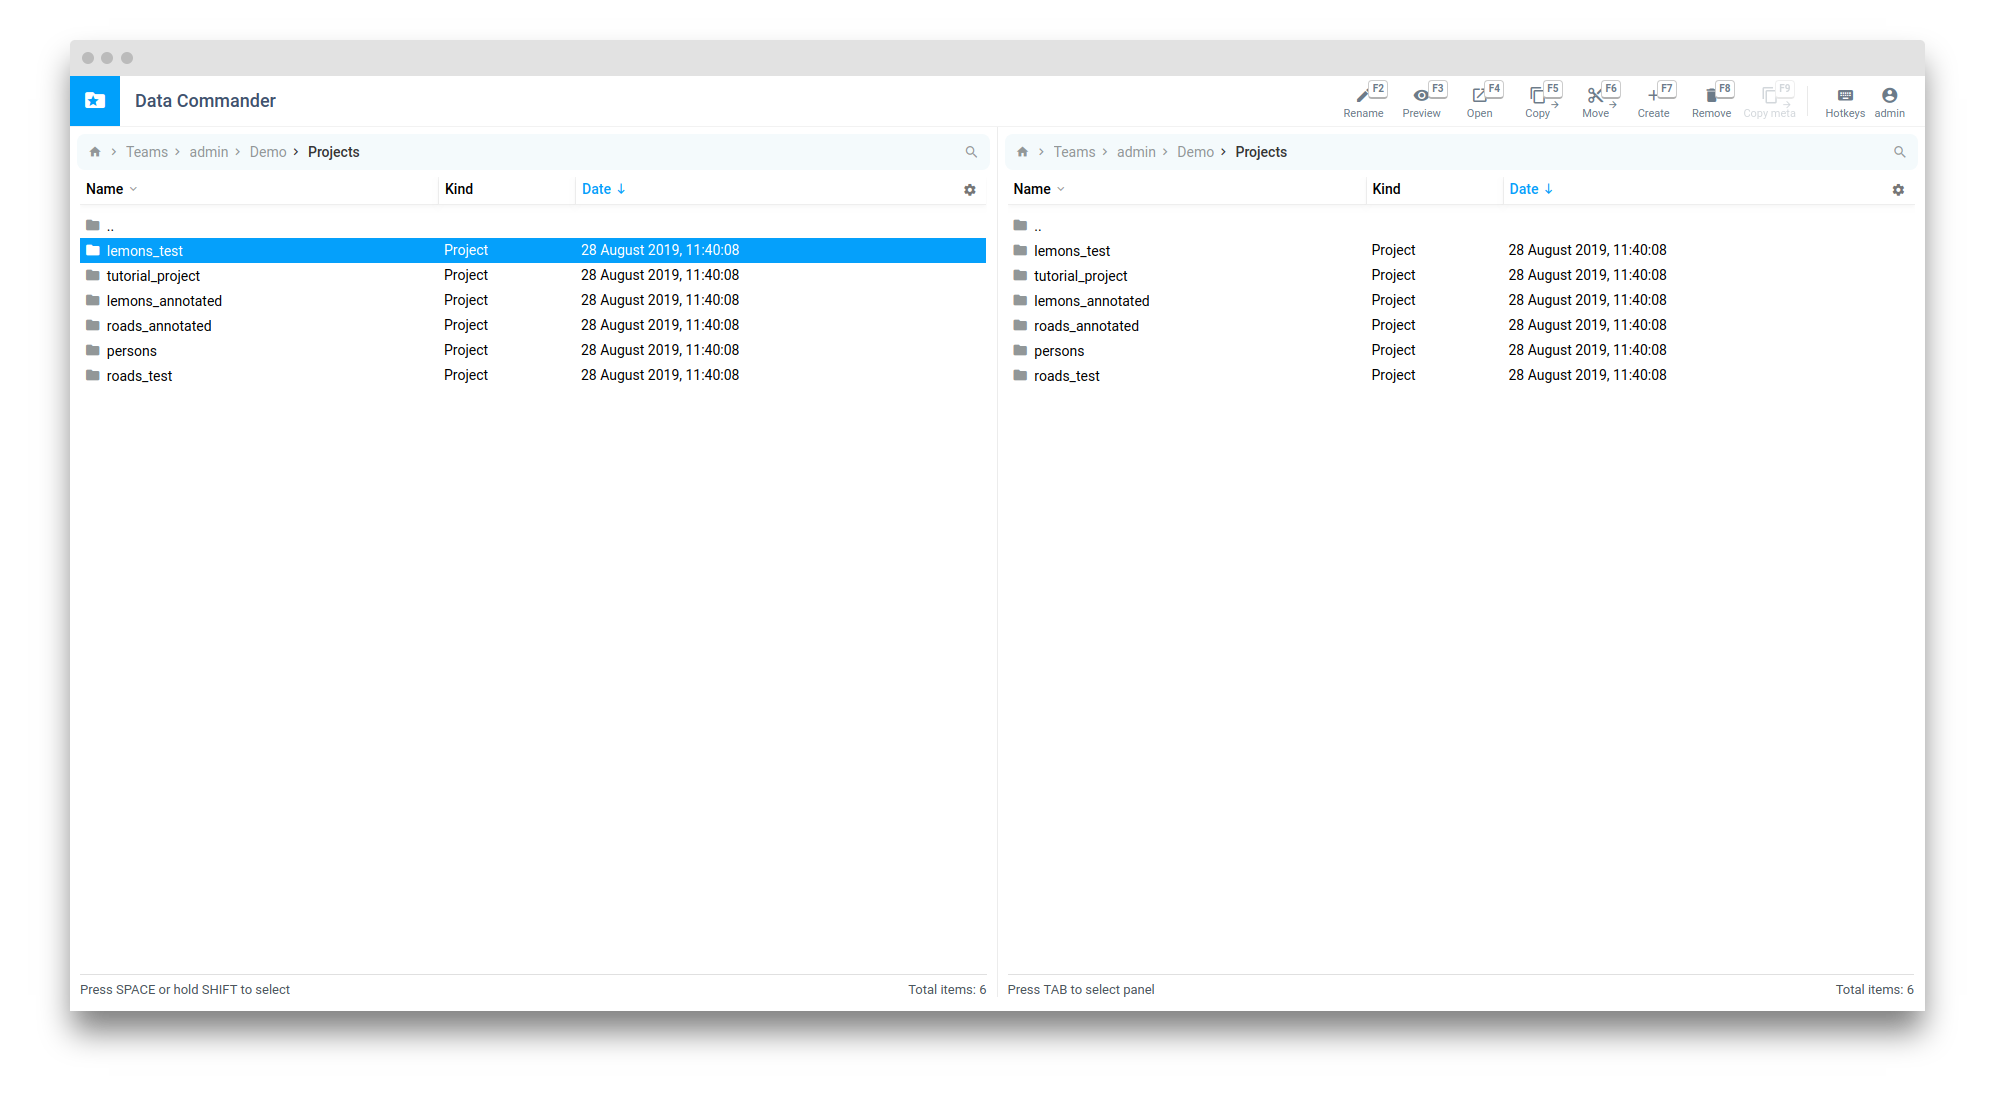 Data Commander
F2 F3 F4 F5 F6 F7 F8 F9
Rename Preview Open Copy Move Create Remove Copy meta Hotkeys admin
Teams admin Demo Projects
Name Kind Date
..
lemons_test Project 28 August 2019, 11:40:08
tutorial_project Project 28 August 2019, 11:40:08
lemons_annotated Project 28 August 2019, 11:40:08
roads_annotated Project 28 August 2019, 11:40:08
persons Project 28 August 2019, 11:40:08
roads_test Project 28 August 2019, 11:40:08
Press SPACE or hold SHIFT to select Total items: 6
Teams admin Demo Projects
Name Kind Date
..
lemons_test Project 28 August 2019, 11:40:08
tutorial_project Project 28 August 2019, 11:40:08
lemons_annotated Project 28 August 2019, 11:40:08
roads_annotated Project 28 August 2019, 11:40:08
persons Project 28 August 2019, 11:40:08
roads_test Project 28 August 2019, 11:40:08
Press TAB to select panel Total items: 6